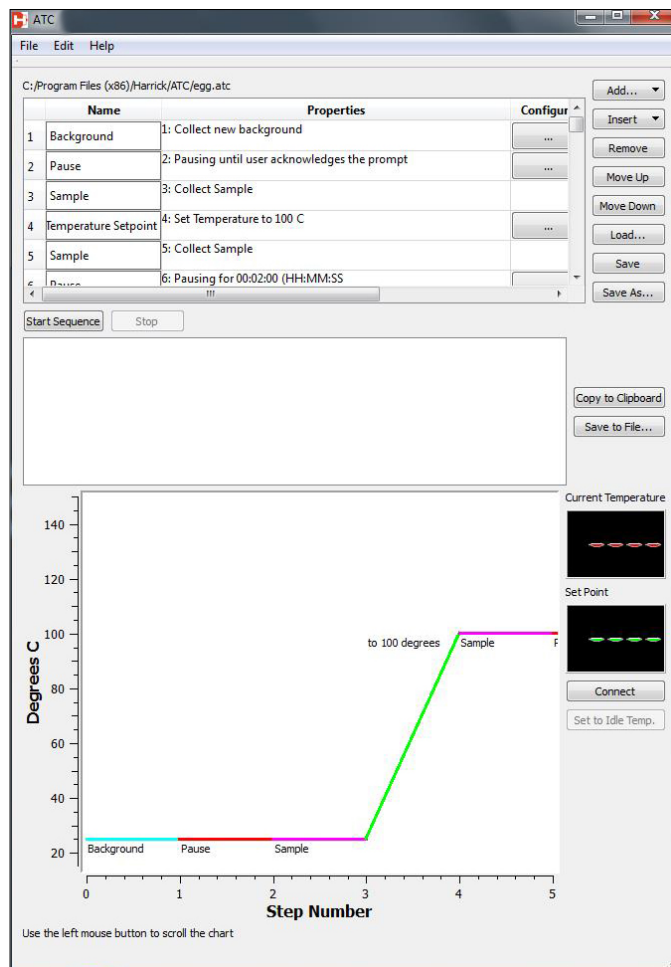 ATC
File Edit Help
C:/Program Files (x86)/Harrick/ATC/egg.atc
Name Properties Configur
1 Background 1: Collect new background ...
2 Pause 2: Pausing until user acknowledges the prompt ...
3 Sample 3: Collect Sample
4 Temperature Setpoint 4: Set Temperature to 100 C ...
5 Sample 5: Collect Sample
6 Pause 6: Pausing for 00:02:00 (HH:MM:SS
Add...
Insert
Remove
Move Up
Move Down
Load...
Save
Save As...
Start Sequence Stop
Copy to Clipboard
Save to File...
Current Temperature
Set Point
Connect
Set to Idle Temp.
Degrees C
140
120
100
80
60
40
20
to 100 degrees Sample P
Background Pause Sample
0 1 2 3 4 5
Step Number
Use the left mouse button to scroll the chart